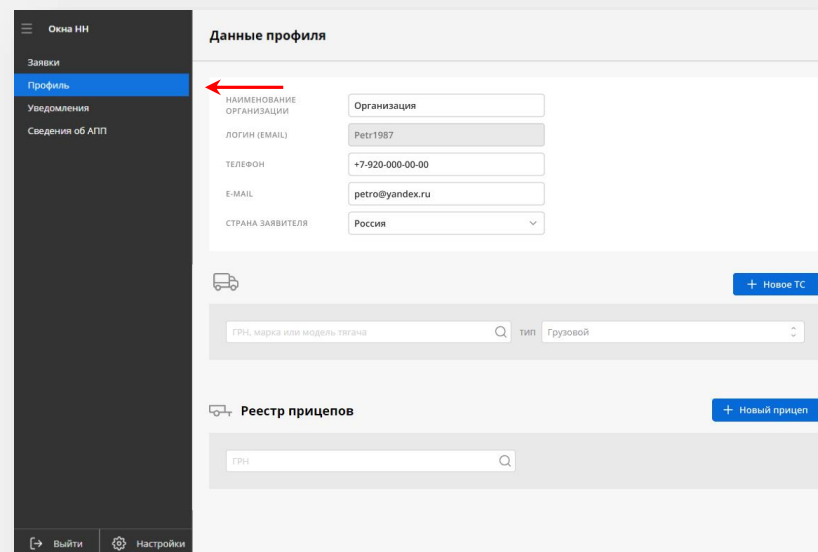 Окна НН
Заявки
Профиль
Уведомления
Сведения об АПП
Выйти
Настройки
Данные профиля
НАИМЕНОВАНИЕ
ОРГАНИЗАЦИИ
Организация
ЛОГИН (EMAIL)
Petr1987
ТЕЛЕФОН
+7-920-000-00-00
E-MAIL
petro@yandex.ru
СТРАНА ЗАЯВИТЕЛЯ
Россия
+ Новое ТС
ГРН, марка или модель тягача
тип
Грузовой
Реестр прицепов
+ Новый прицеп
ГРН